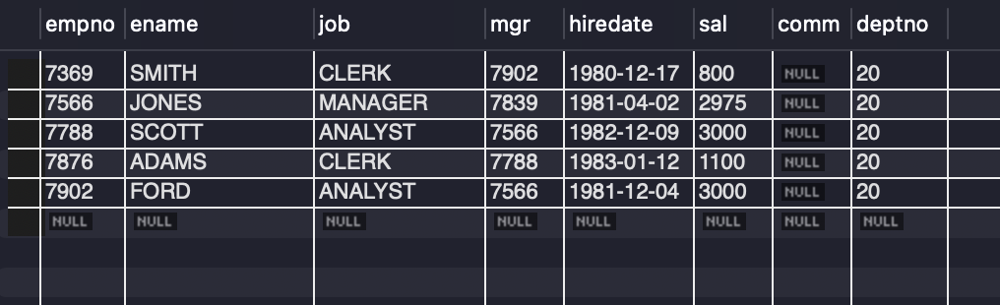 empno ename job mgr hiredate sal comm deptno
7369 SMITH CLERK 7902 1980-12-17 800 NULL 20
7566 JONES MANAGER 7839 1981-04-02 2975 NULL 20
7788 SCOTT ANALYST 7566 1982-12-09 3000 NULL 20
7876 ADAMS CLERK 7788 1983-01-12 1100 NULL 20
7902 FORD ANALYST 7566 1981-12-04 3000 NULL 20
NULL NULL NULL NULL NULL NULL NULL NULL